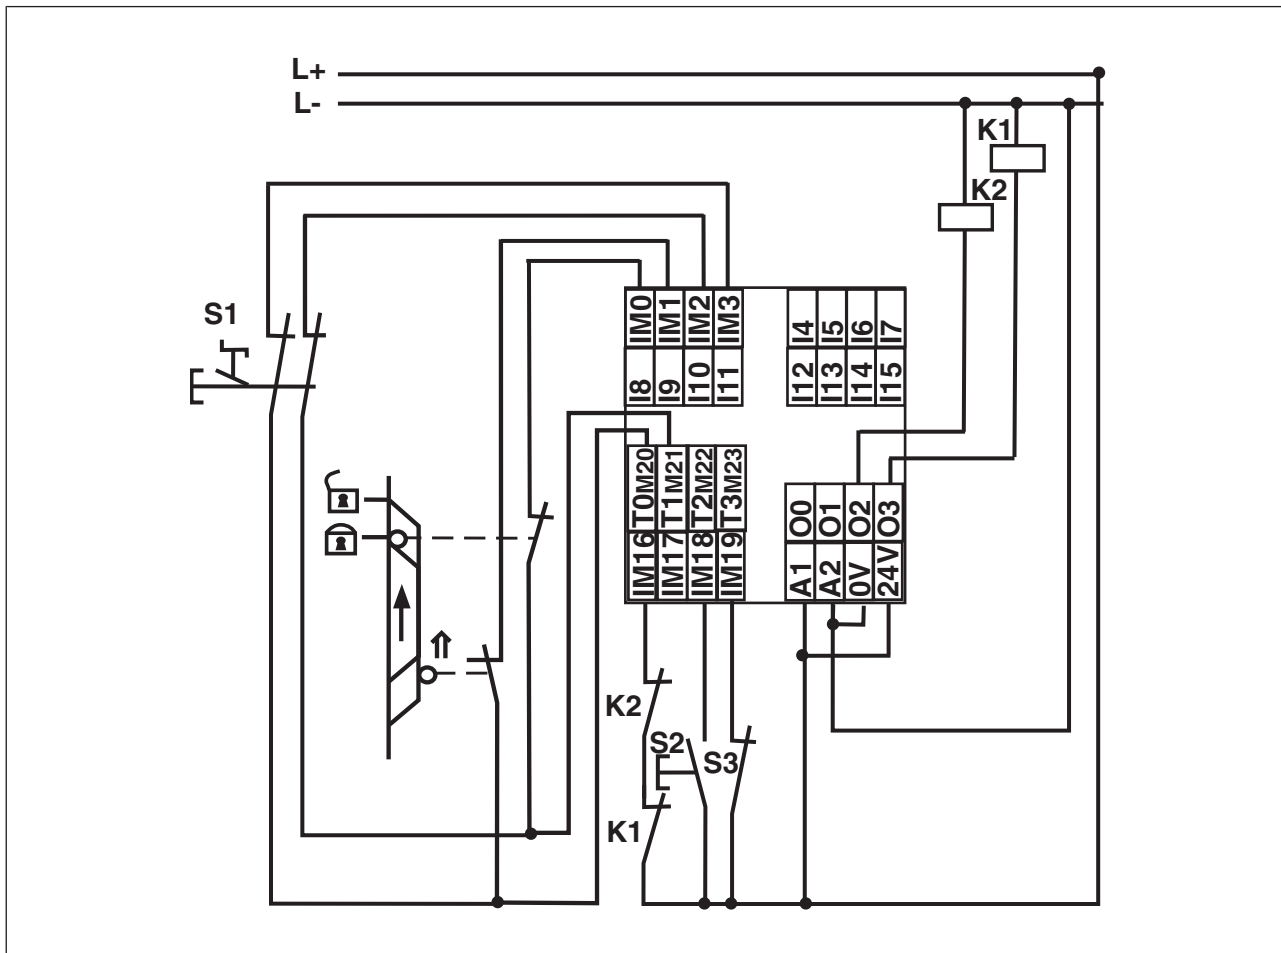 L+
L-
K1
K2
S1
IM0 IM1 IM2 IM3
I4 I5 I6 I7
I8 I9 I10 I11
I12 I13 I14 I15
T0M20 T1M21 T2M22 T3M23
O0 O1 O2 O3
IM16 IM17 IM18 IM19
A1 A2 0V 24V
K2
S2
S3
K1